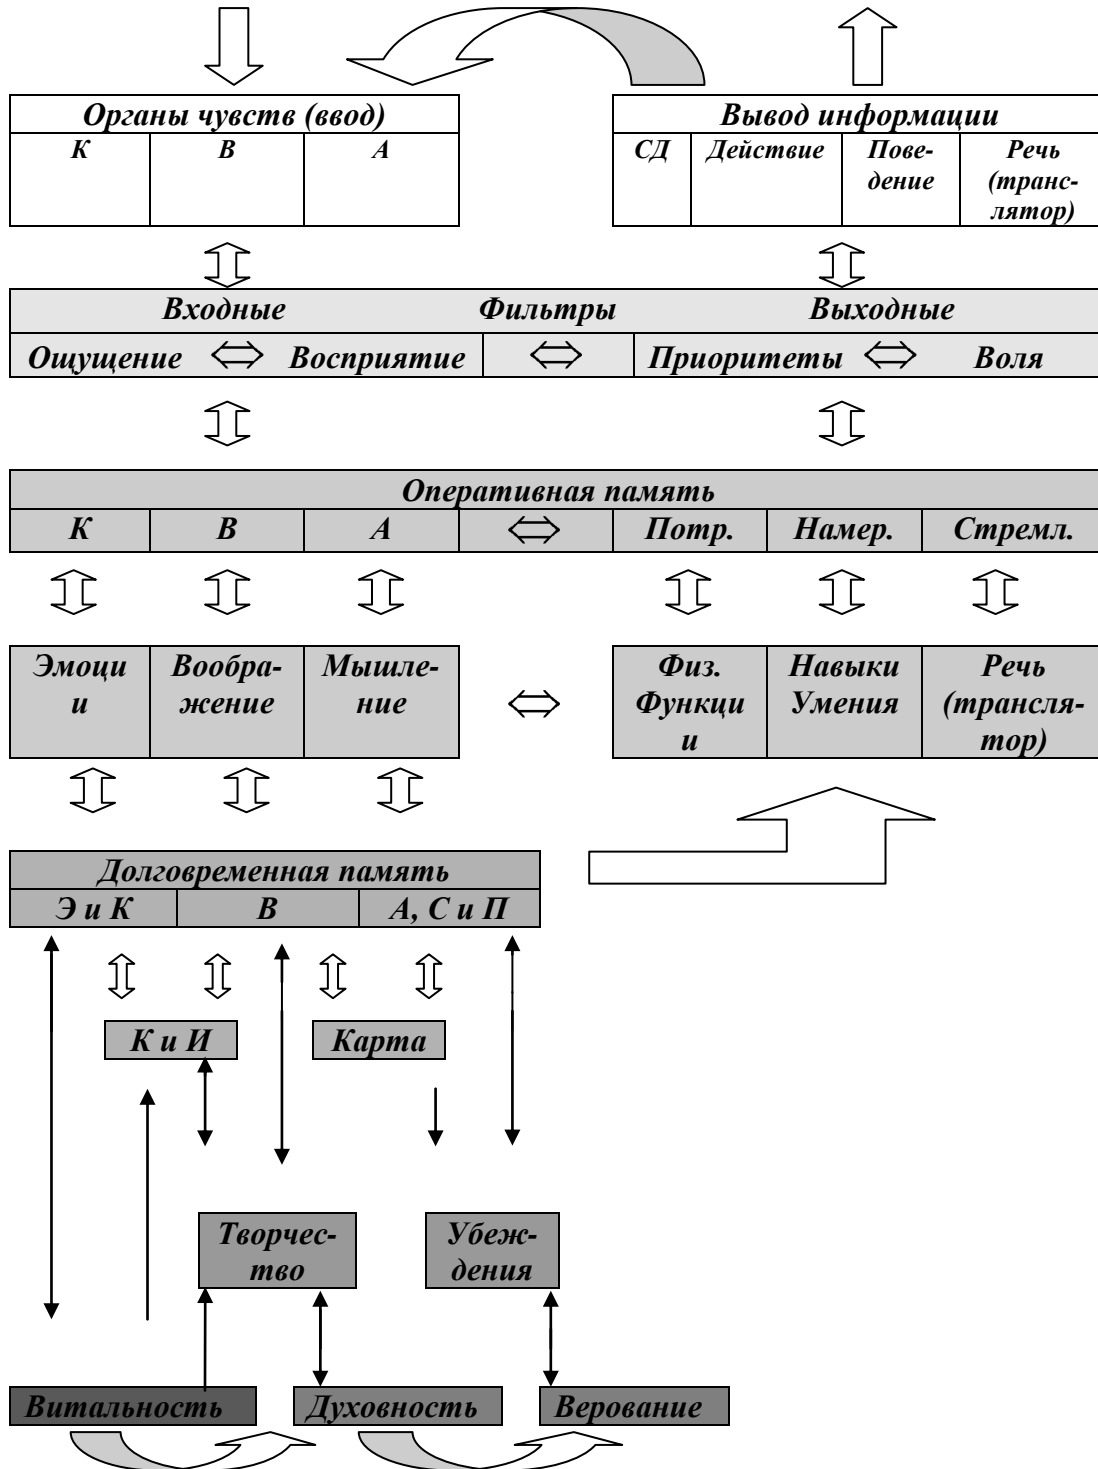 Органы чувств (ввод)
К В А
Вывод информации
СД Действие Пове-
дение Речь
(транс-
лятор)
Входные Фильтры Выходные
Ощущение Восприятие Приоритеты Воля
Оперативная память
К В А Потр. Намер. Стремл.
Эмоци
и
Вообра-
жение
Мышле-
ние
Физ.
Функци
и
Навыки
Умения
Речь
(трансля-
тор)
Долговременная память
Э и К В А, С и П
К и И Карта
Творчес-
тво
Убеж-
дения
Витальность Духовность Верование